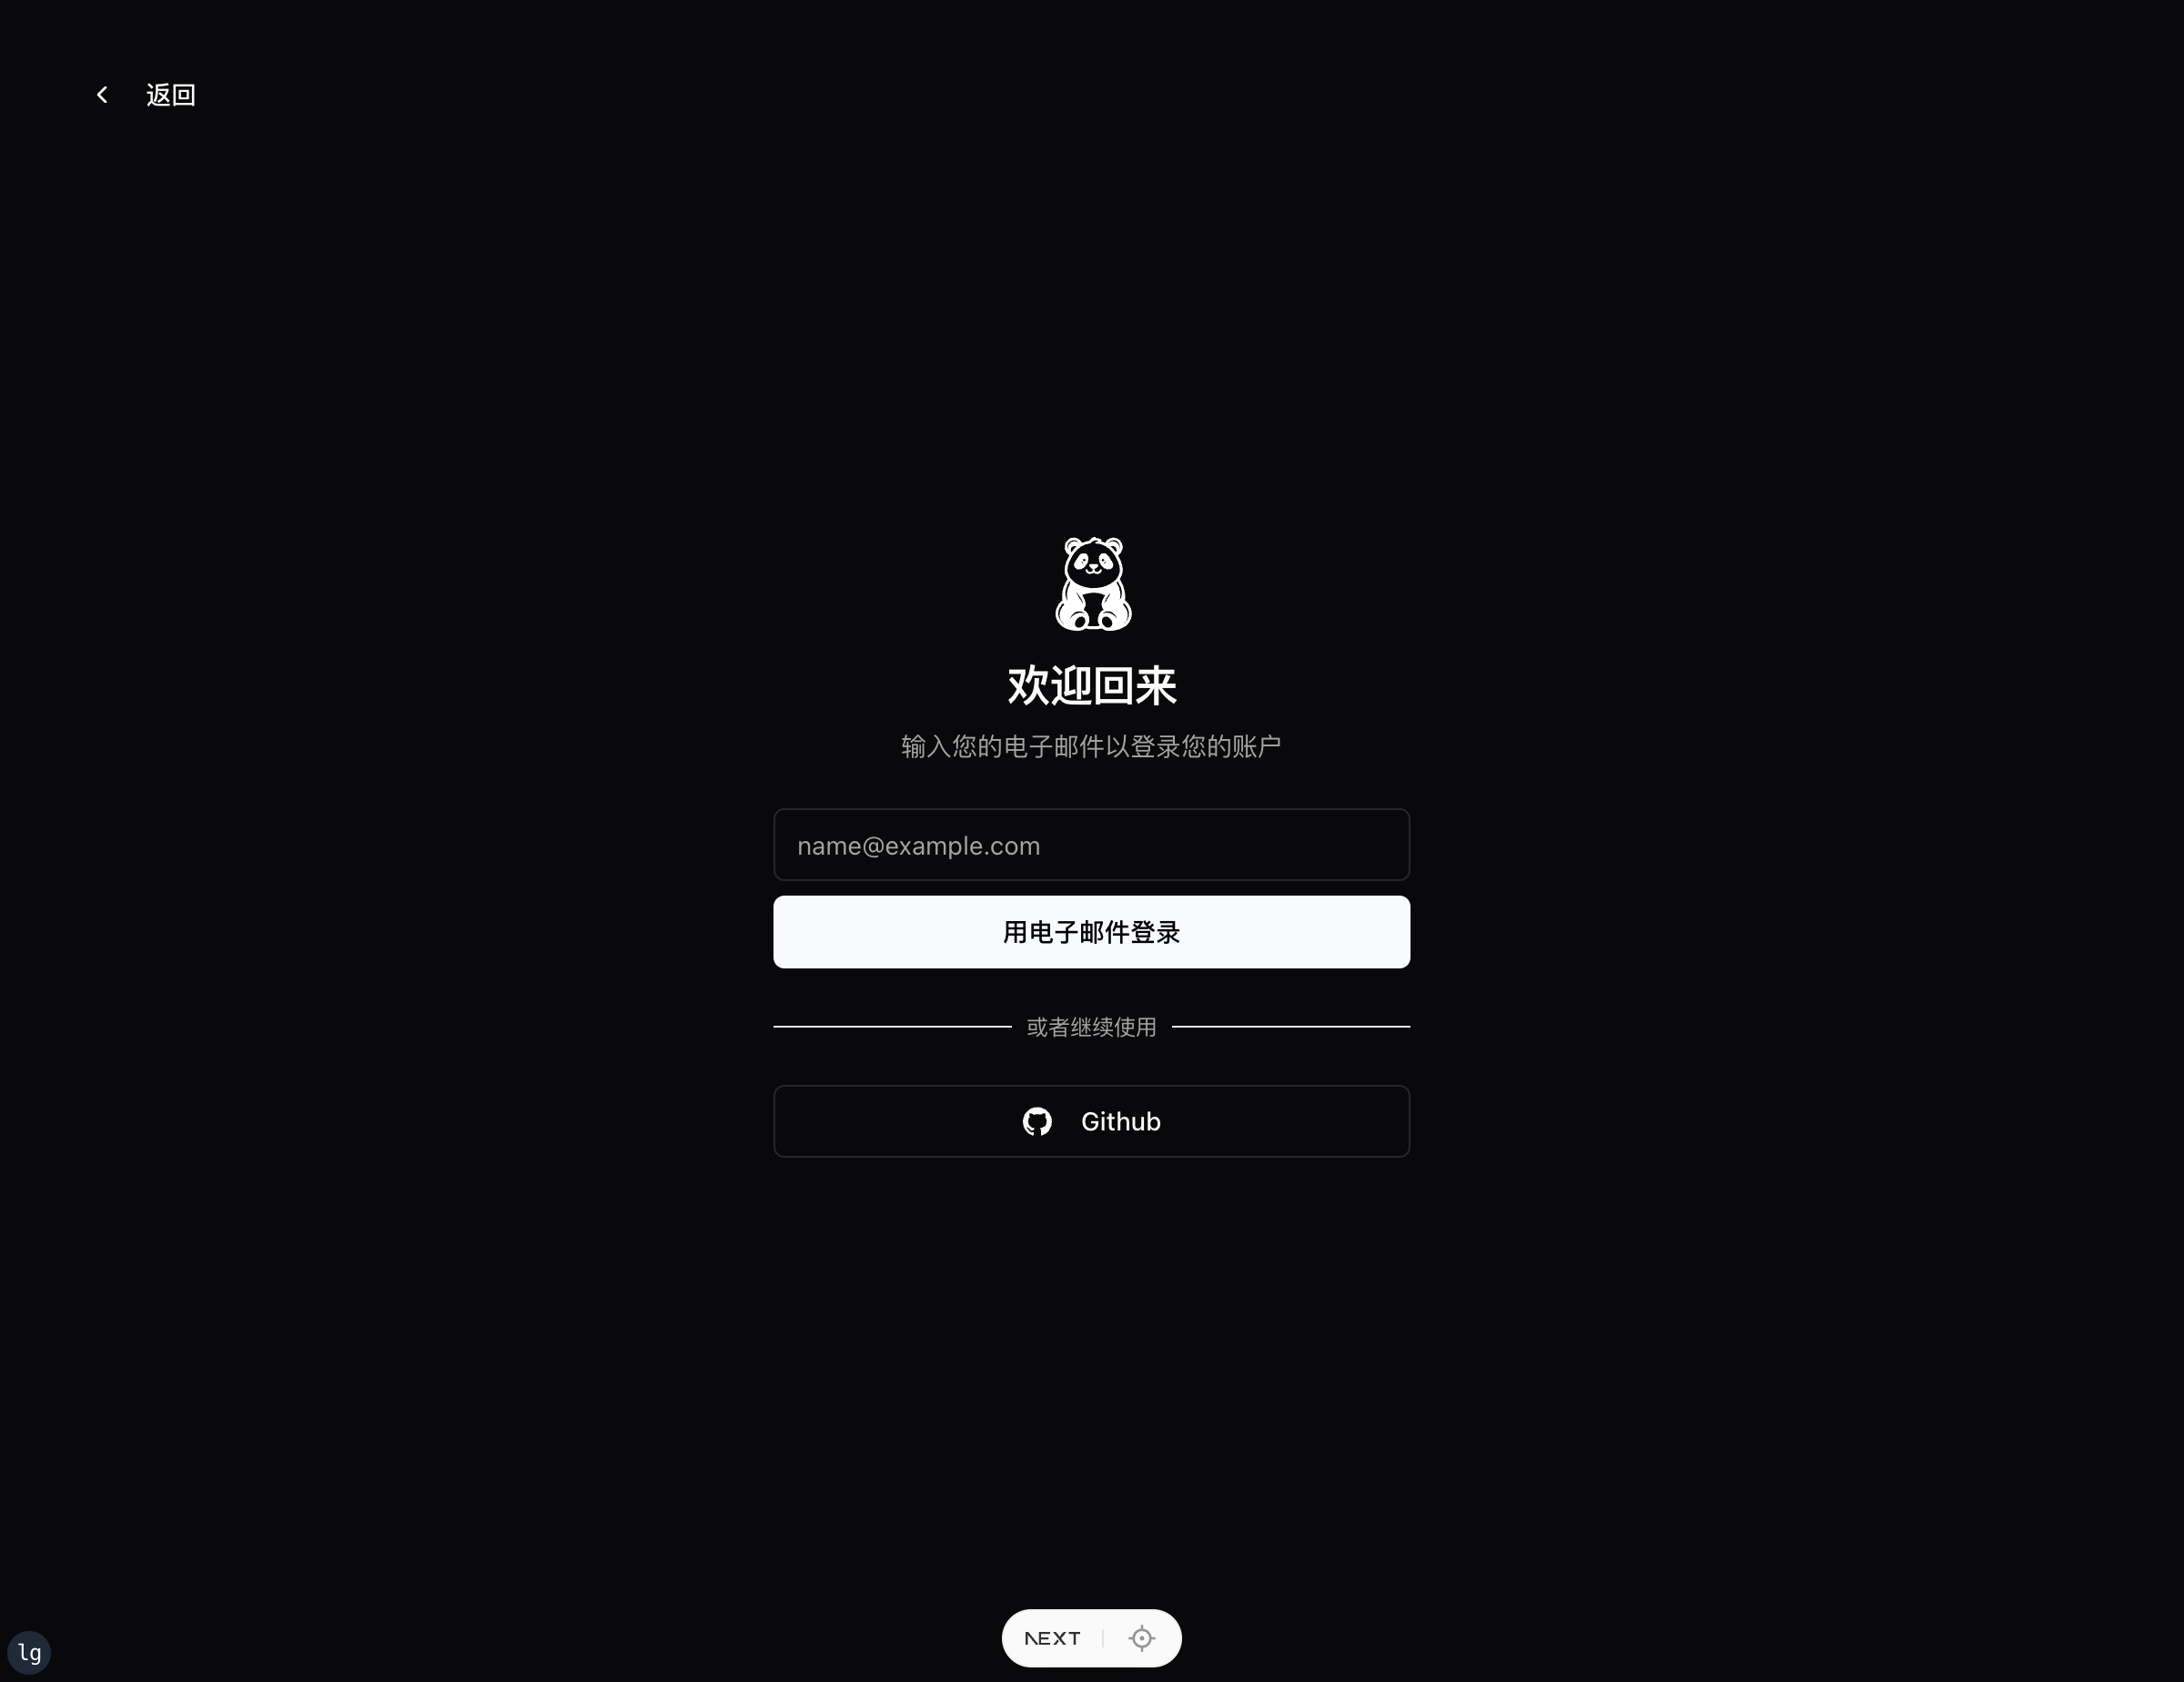 返回
欢迎回来
输入您的电子邮件以登录您的账户
name@example.com
用电子邮件登录
或者继续使用
Github
NEXT
lg